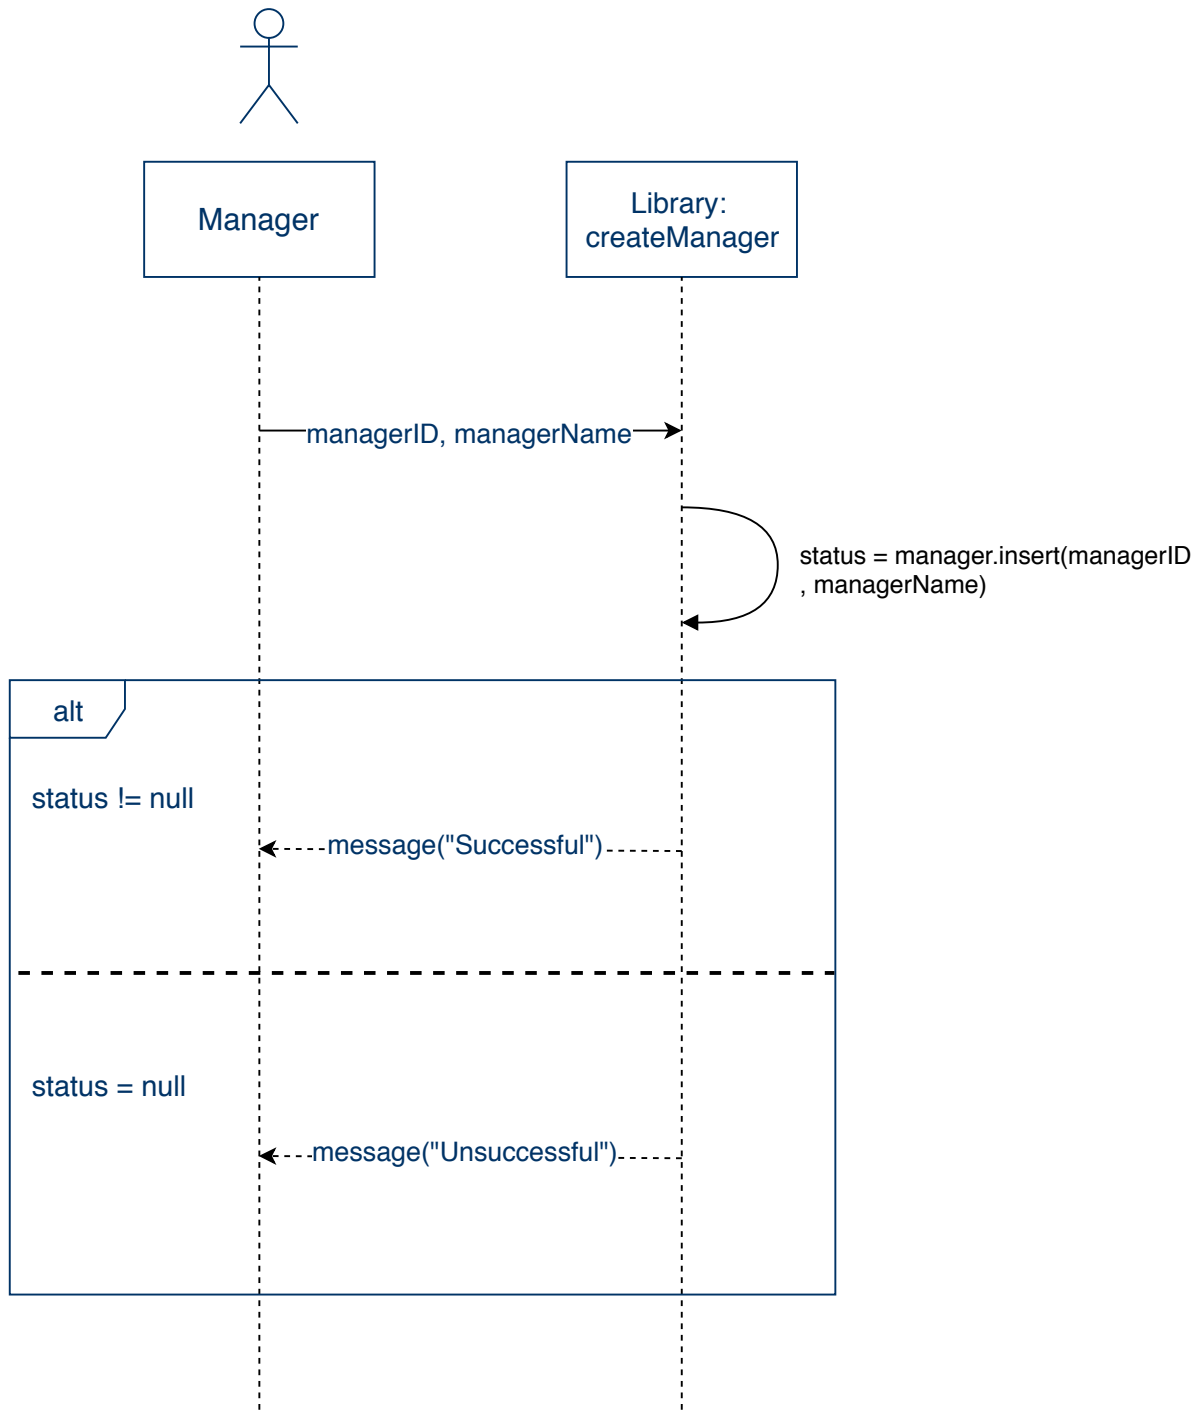 Manager
Library:
createManager
managerID, managerName
status = manager.insert(managerID
, managerName)
alt
status != null
message("Successful")
status = null
message("Unsuccessful")